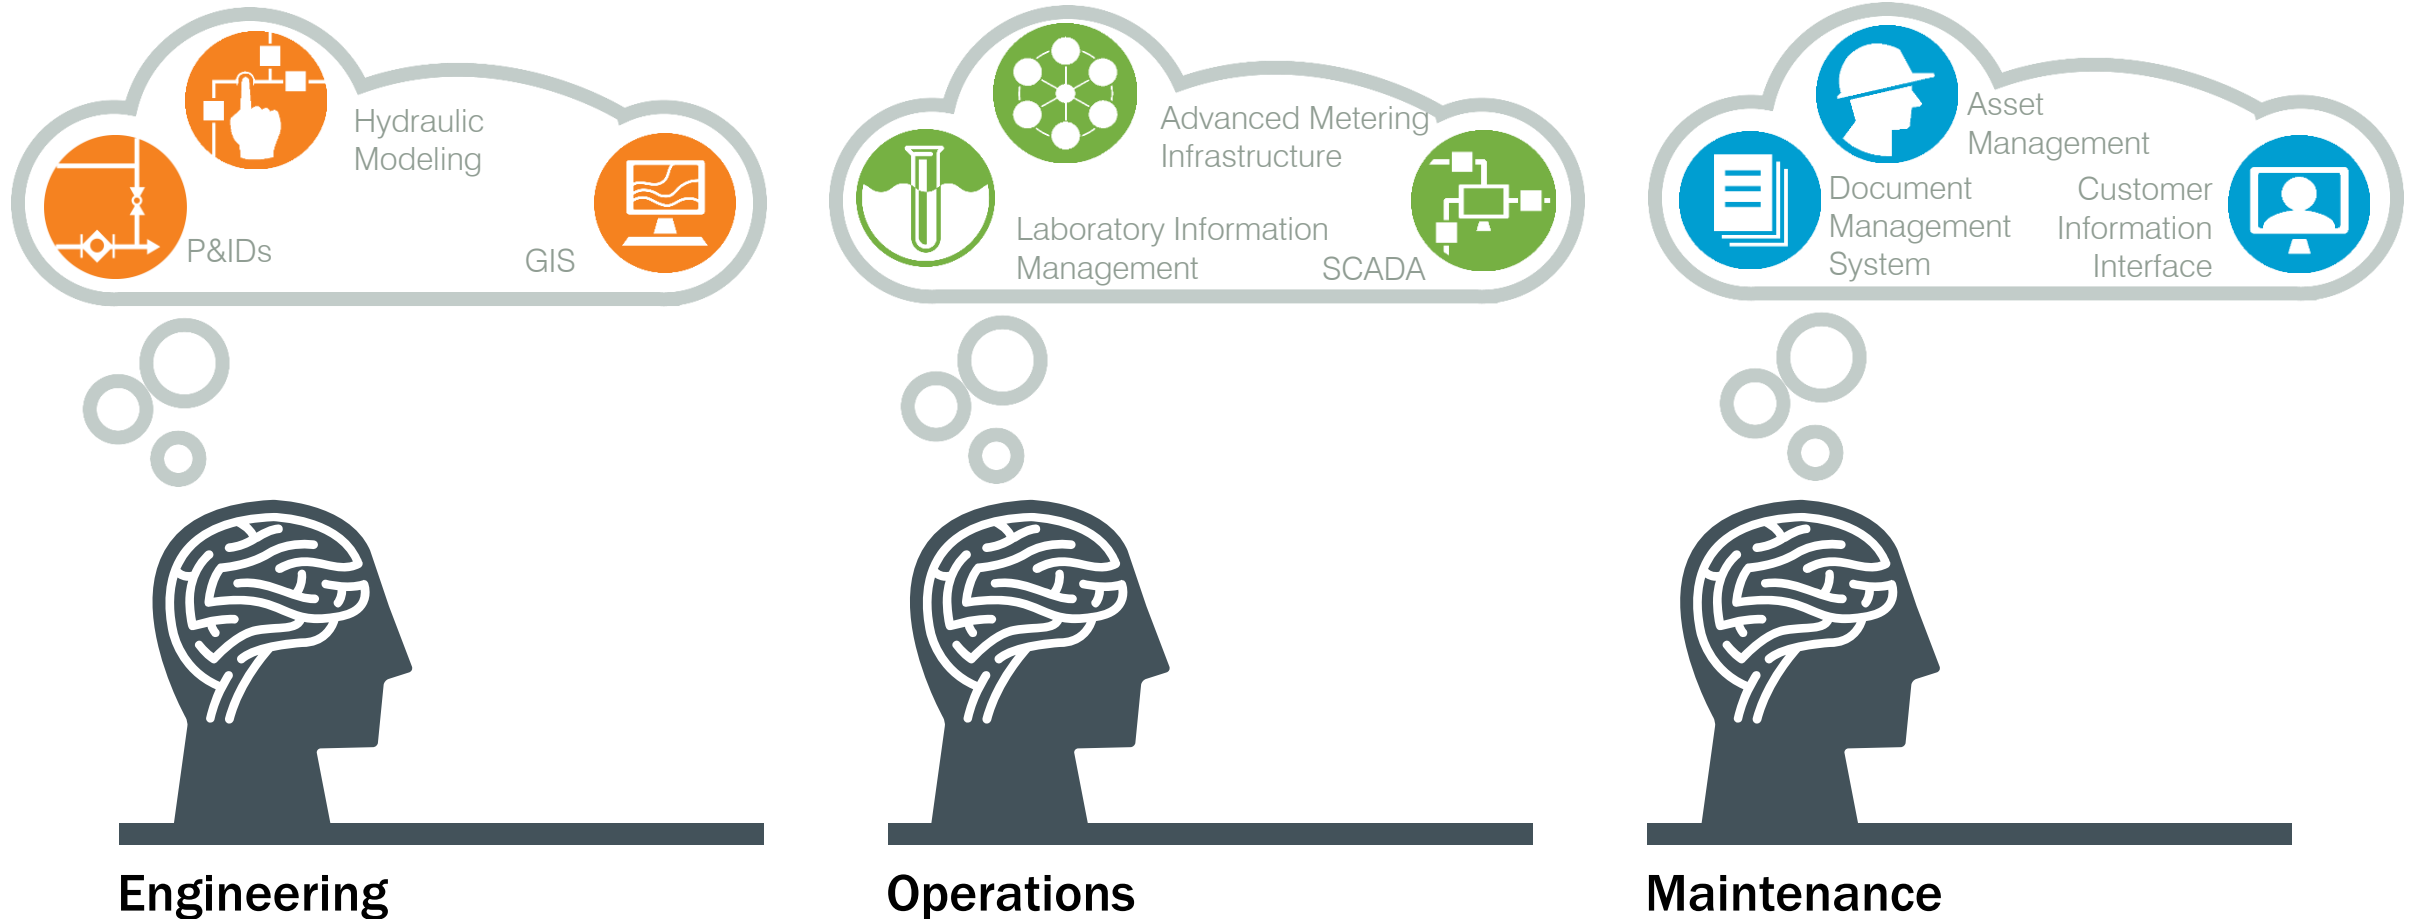 Hydraulic
Modeling
P&IDs
GIS
Engineering
Advanced Metering
Infrastructure
Laboratory Information
Management
SCADA
Operations
Asset
Management
Document
Management
System
Customer
Information
Interface
Maintenance